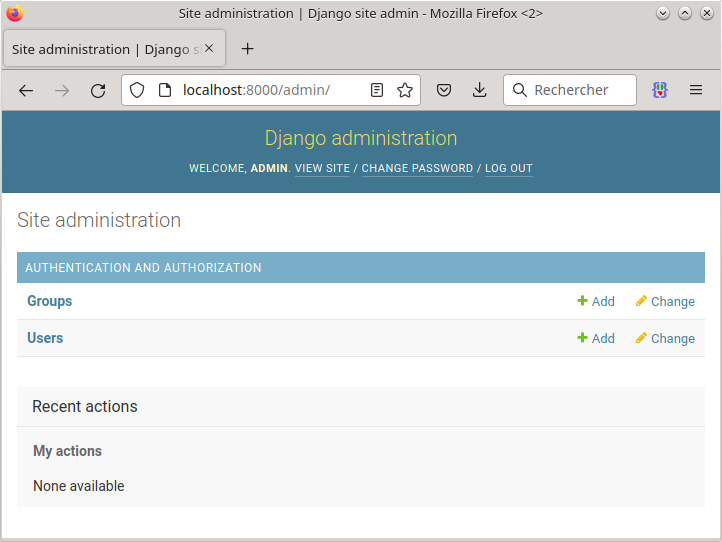 Site administration | Django site admin - Mozilla Firefox <2>
Site administration | Django s
localhost:8000/admin/ Rechercher
Django administration
WELCOME, ADMIN. VIEW SITE / CHANGE PASSWORD / LOG OUT
Site administration
AUTHENTICATION AND AUTHORIZATION
Groups Add Change
Users Add Change
Recent actions
My actions
None available